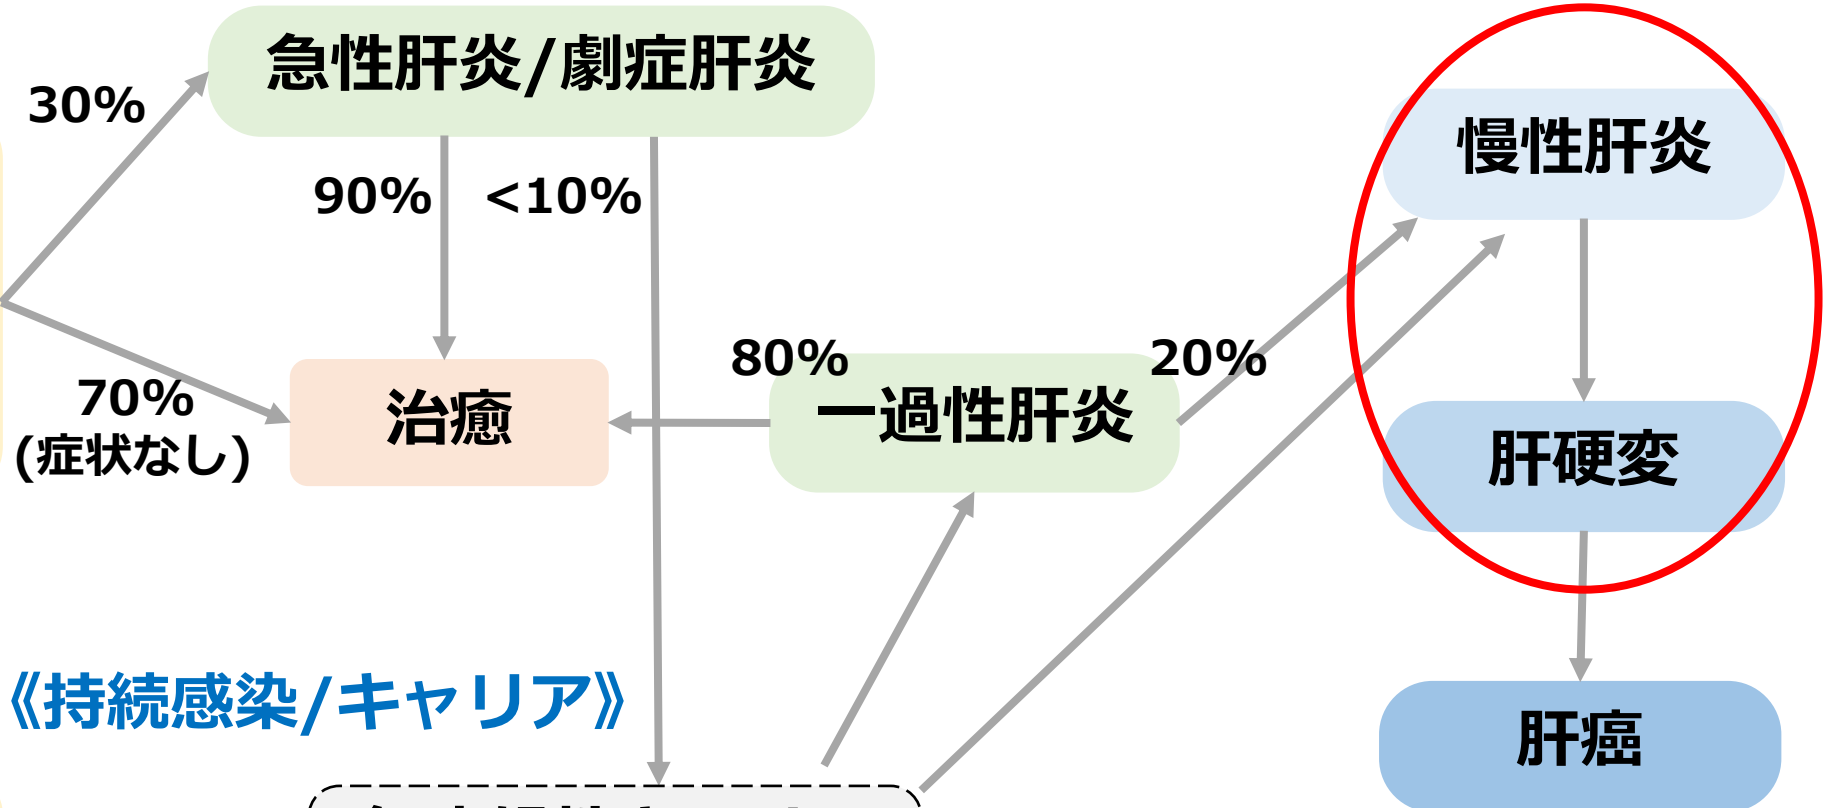 急性肝炎/劇症肝炎
30%
慢性肝炎
90%
<10%
80%
20%
70%
(症状なし)
治癒
一過性肝炎
肝硬変
《持続感染/キャリア》
肝癌